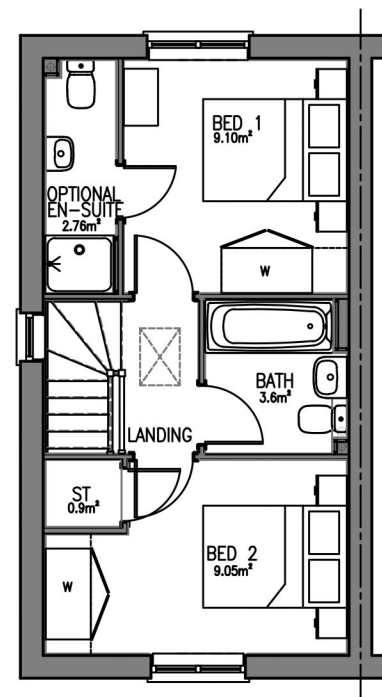 BED 1
9.10m²
OPTIONAL
EN-SUITE
2.76m²
W
BATH
3.6m²
LANDING
ST
0.9m²
BED 2
9.05m²
W